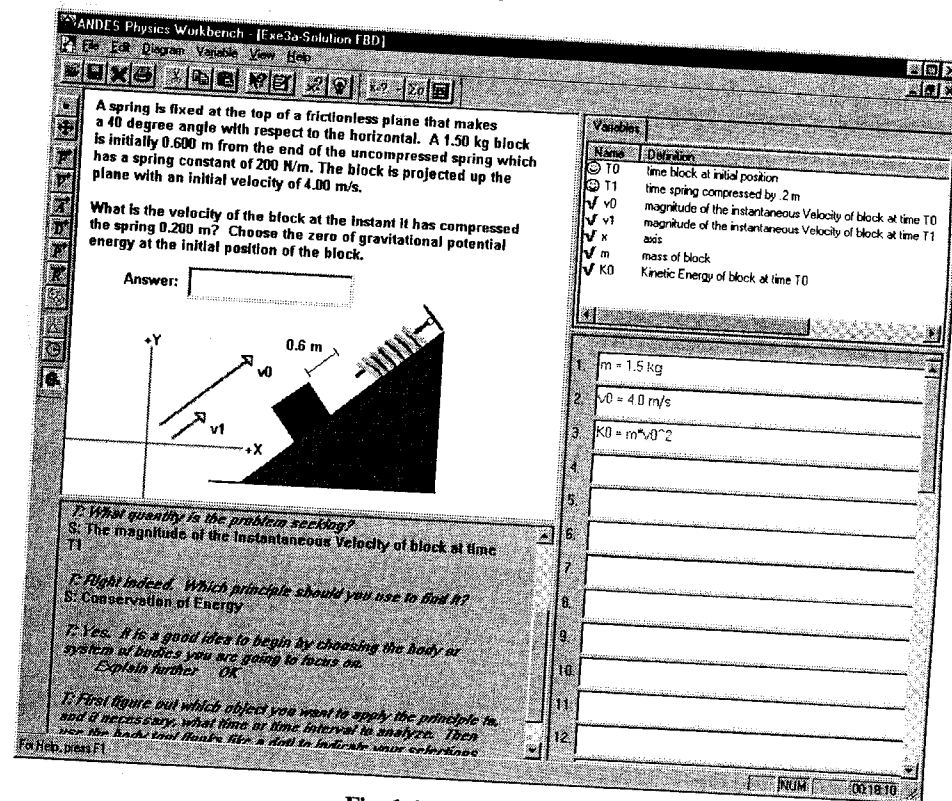 ANDES Physics Workbench - [Exe3a-Solution FBD]
File Edit Diagram Variable View Help
A spring is fixed at the top of a frictionless plane that makes
a 40 degree angle with respect to the horizontal. A 1.50 kg block
is initially 0.600 m from the end of the uncompressed spring which
has a spring constant of 200 N/m. The block is projected up the
plane with an initial velocity of 4.00 m/s.
What is the velocity of the block at the instant it has compressed
the spring 0.200 m? Choose the zero of gravitational potential
energy at the initial position of the block.
Answer:
+Y
0.6 m
v0
v1
+X
T: What quantity is the problem seeking?
S: The magnitude of the Instantaneous Velocity of block at time
T1
T: Right indeed. Which principle should you use to find it?
S: Conservation of Energy
T: Yes. It is a good idea to begin by choosing the body or
system of bodies you are going to focus on.
Explain further OK
T: First figure out which object you want to apply the principle to,
and if necessary, what time or time interval to analyze. Then
use the body tool (looks like a dot) to indicate your selections
Variables
Name Definition
T0 time block at initial position
T1 time spring compressed by .2 m
v0 magnitude of the instantaneous Velocity of block at time T0
v1 magnitude of the instantaneous Velocity of block at time T1
x axis
m mass of block
K0 Kinetic Energy of block at time T0
1. m = 1.5 kg
2. v0 = 4.0 m/s
3. K0 = m*v0^2
4.
5.
6.
7.
8.
9.
10.
11.
12.
For Help, press F1
NUM 00:18:10